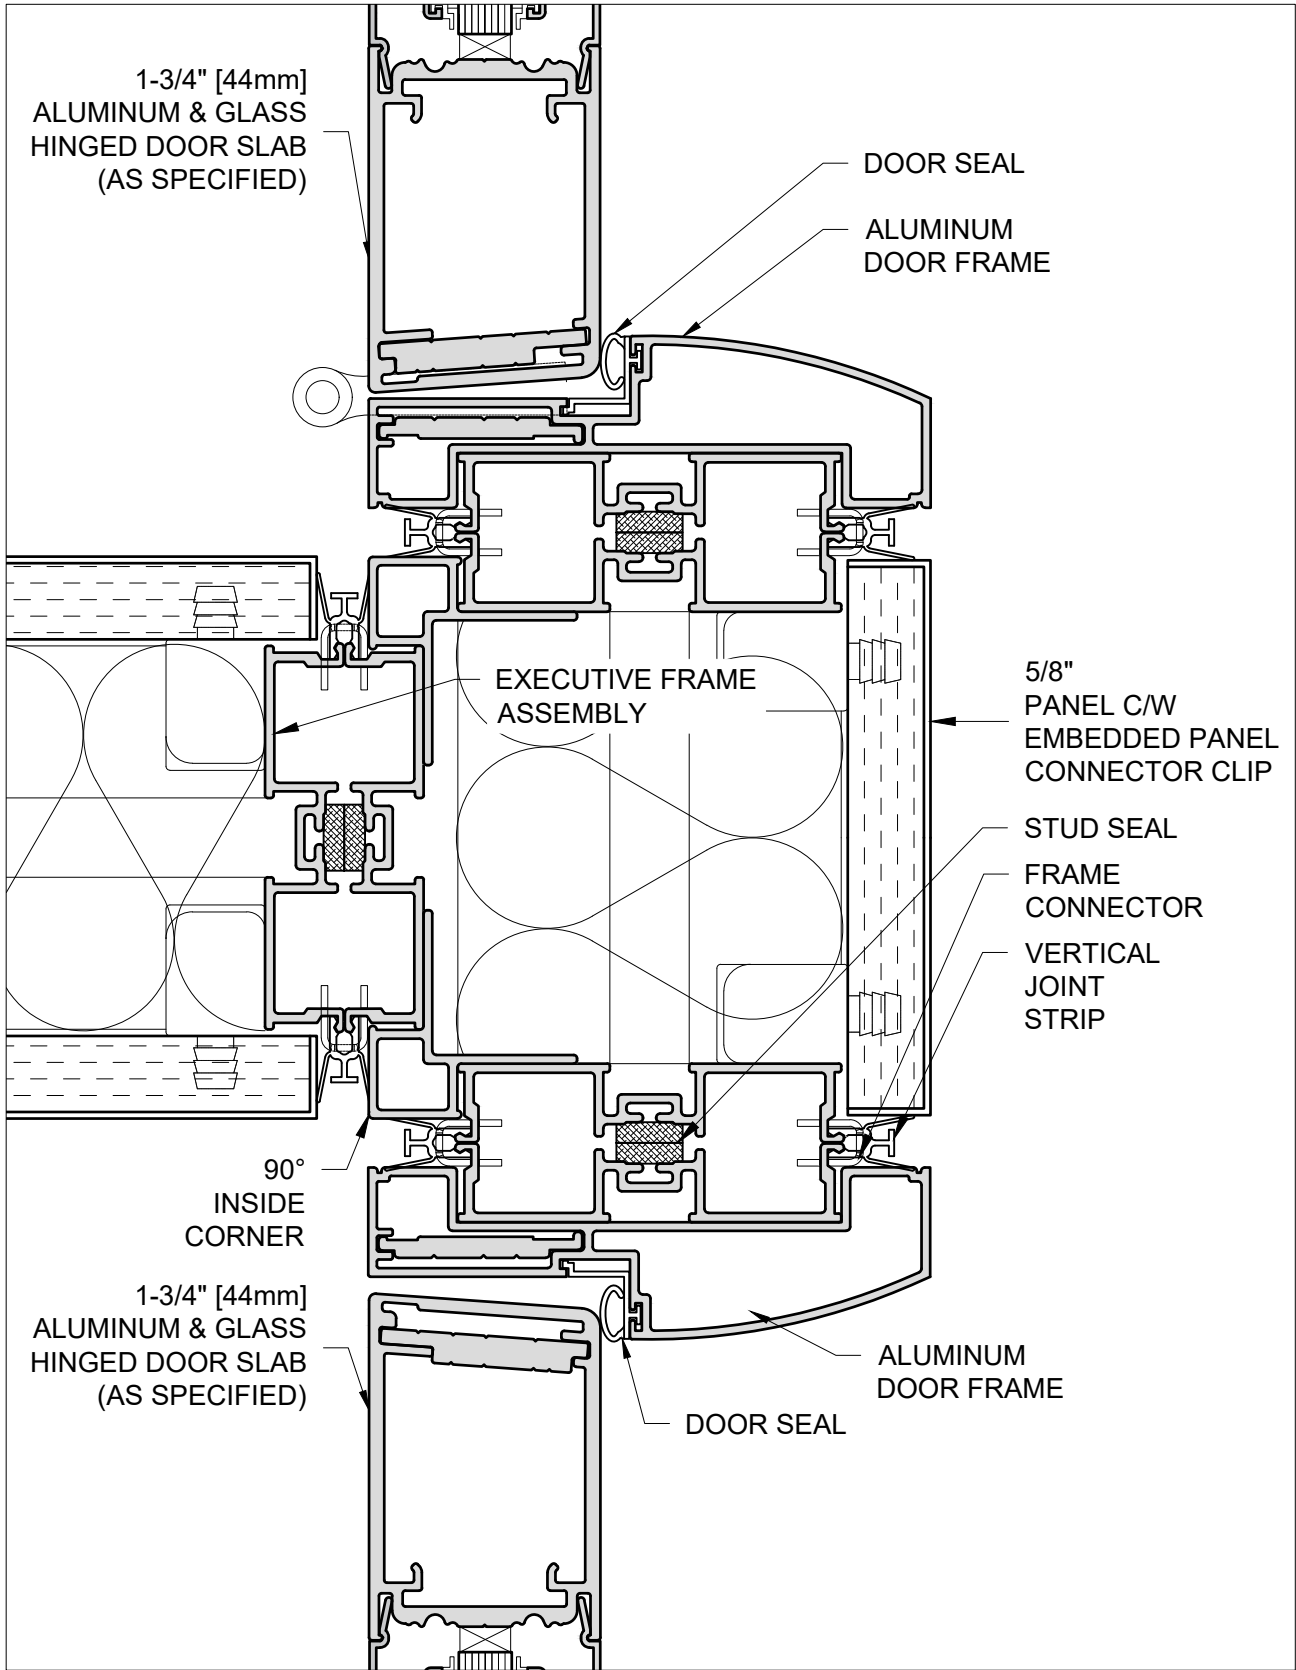 1-3/4" [44mm]
ALUMINUM & GLASS
HINGED DOOR SLAB
(AS SPECIFIED)
DOOR SEAL
ALUMINUM
DOOR FRAME
EXECUTIVE FRAME
ASSEMBLY
5/8"
PANEL C/W
EMBEDDED PANEL
CONNECTOR CLIP
STUD SEAL
FRAME
CONNECTOR
VERTICAL
JOINT
STRIP
90°
INSIDE
CORNER
1-3/4" [44mm]
ALUMINUM & GLASS
HINGED DOOR SLAB
(AS SPECIFIED)
ALUMINUM
DOOR FRAME
DOOR SEAL